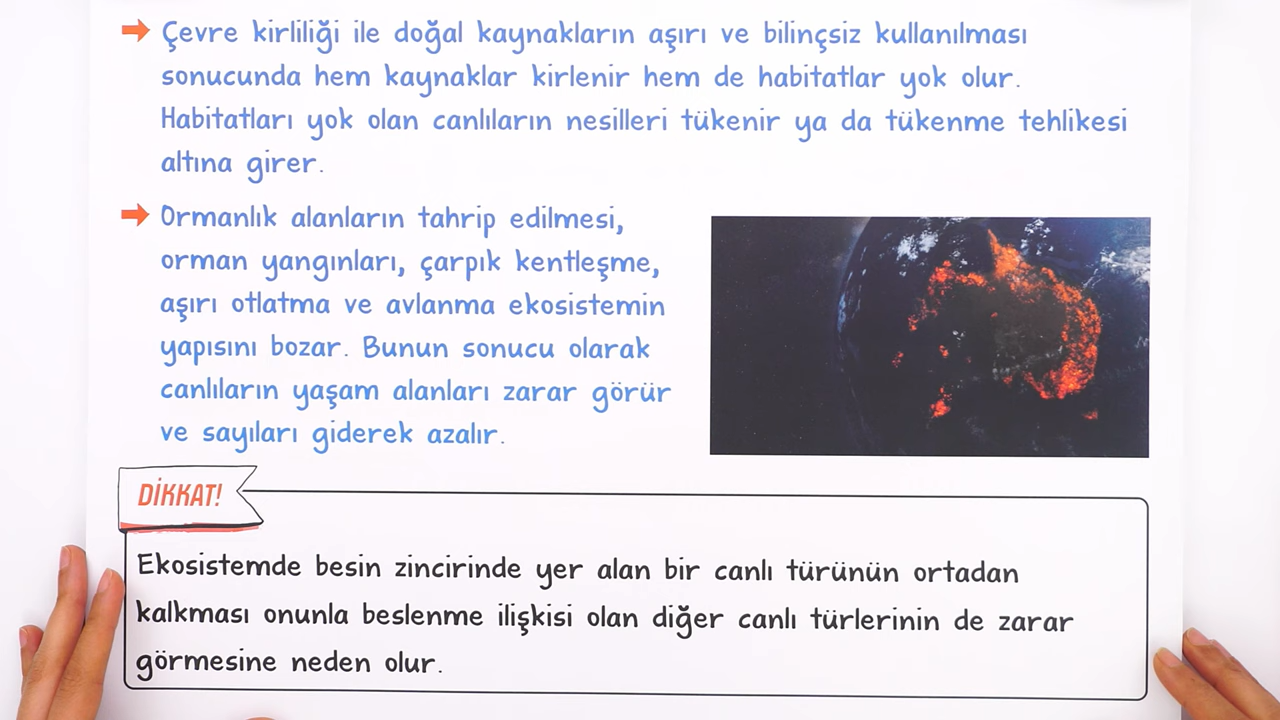 Çevre kirliliği ile doğal kaynakların aşırı ve bilinçsiz kullanılması
sonucunda hem kaynaklar kirlenir hem de habitatlar yok olur.
Habitatları yok olan canlıların nesilleri tükenir ya da tükenme tehlikesi
altına girer.
Ormanlık alanların tahrip edilmesi,
orman yangınları, çarpık kentleşme,
aşırı otlatma ve avlanma ekosistemin
yapısını bozar. Bunun sonucu olarak
canlıların yaşam alanları zarar görür
ve sayıları giderek azalır.
DİKKAT!
Ekosistemde besin zincirinde yer alan bir canlı türünün ortadan
kalkması onunla beslenme ilişkisi olan diğer canlı türlerinin de zarar
görmesine neden olur.